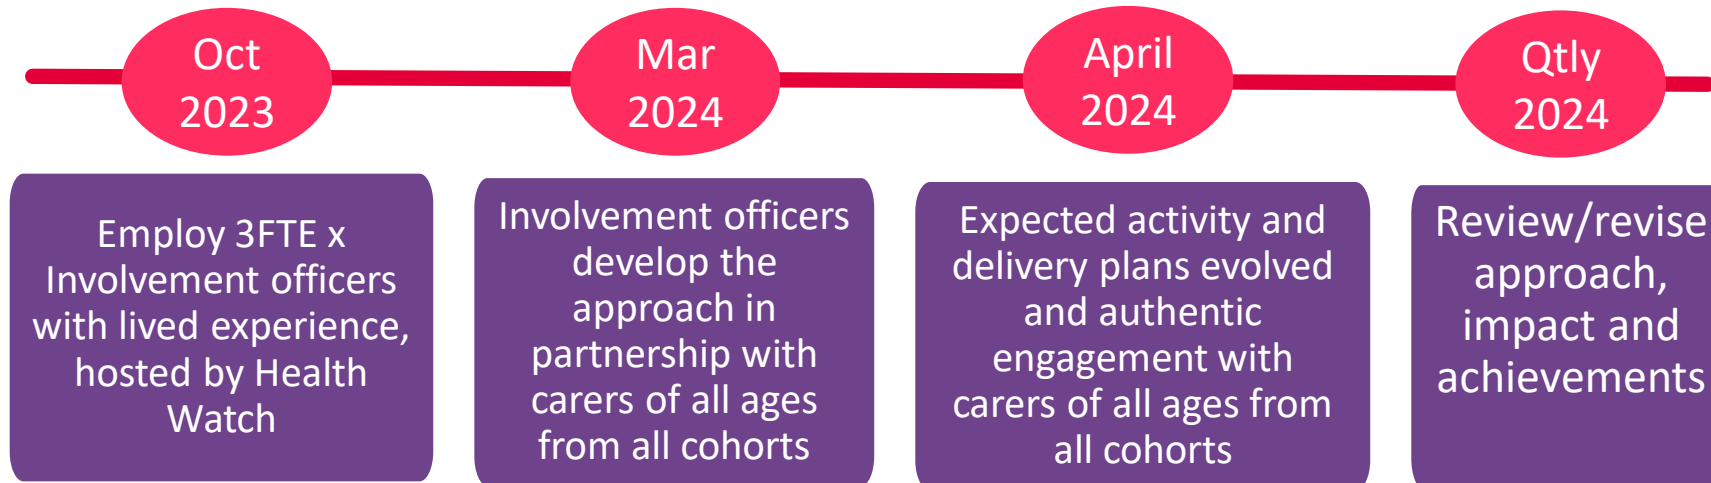 Oct
2023
Mar
2024
April
2024
Qtly
2024
Employ 3FTE x
Involvement officers
with lived experience,
hosted by Health
Watch
Involvement officers
develop the
approach in
partnership with
carers of all ages
from all cohorts
Expected activity and
delivery plans evolved
and authentic
engagement with
carers of all ages from
all cohorts
Review/revise
approach,
impact and
achievements